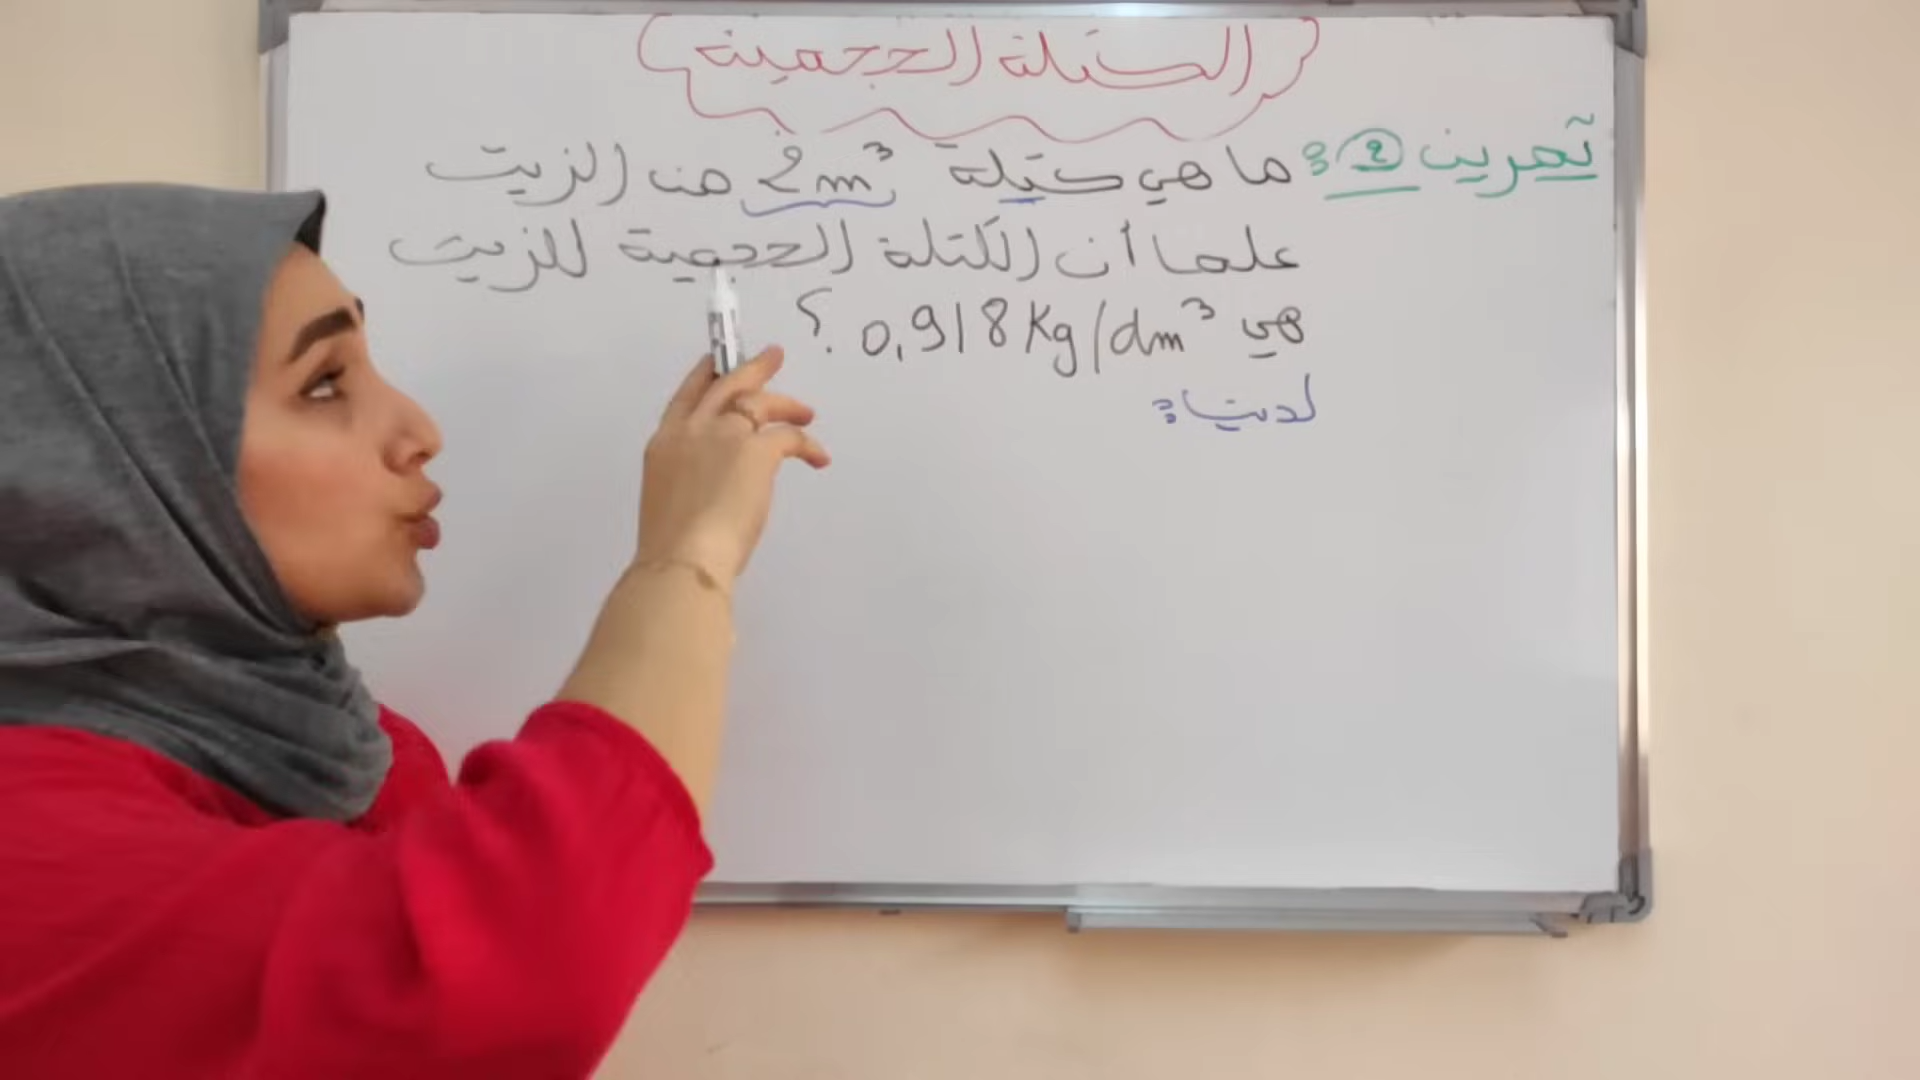 الكتلة الحجمية
تمرين 2: ما هي كتلة 2m³ من الزيت
علما أن الكتلة الحجمية للزيت
هي 0,918 Kg/dm³ ؟
لدينا: